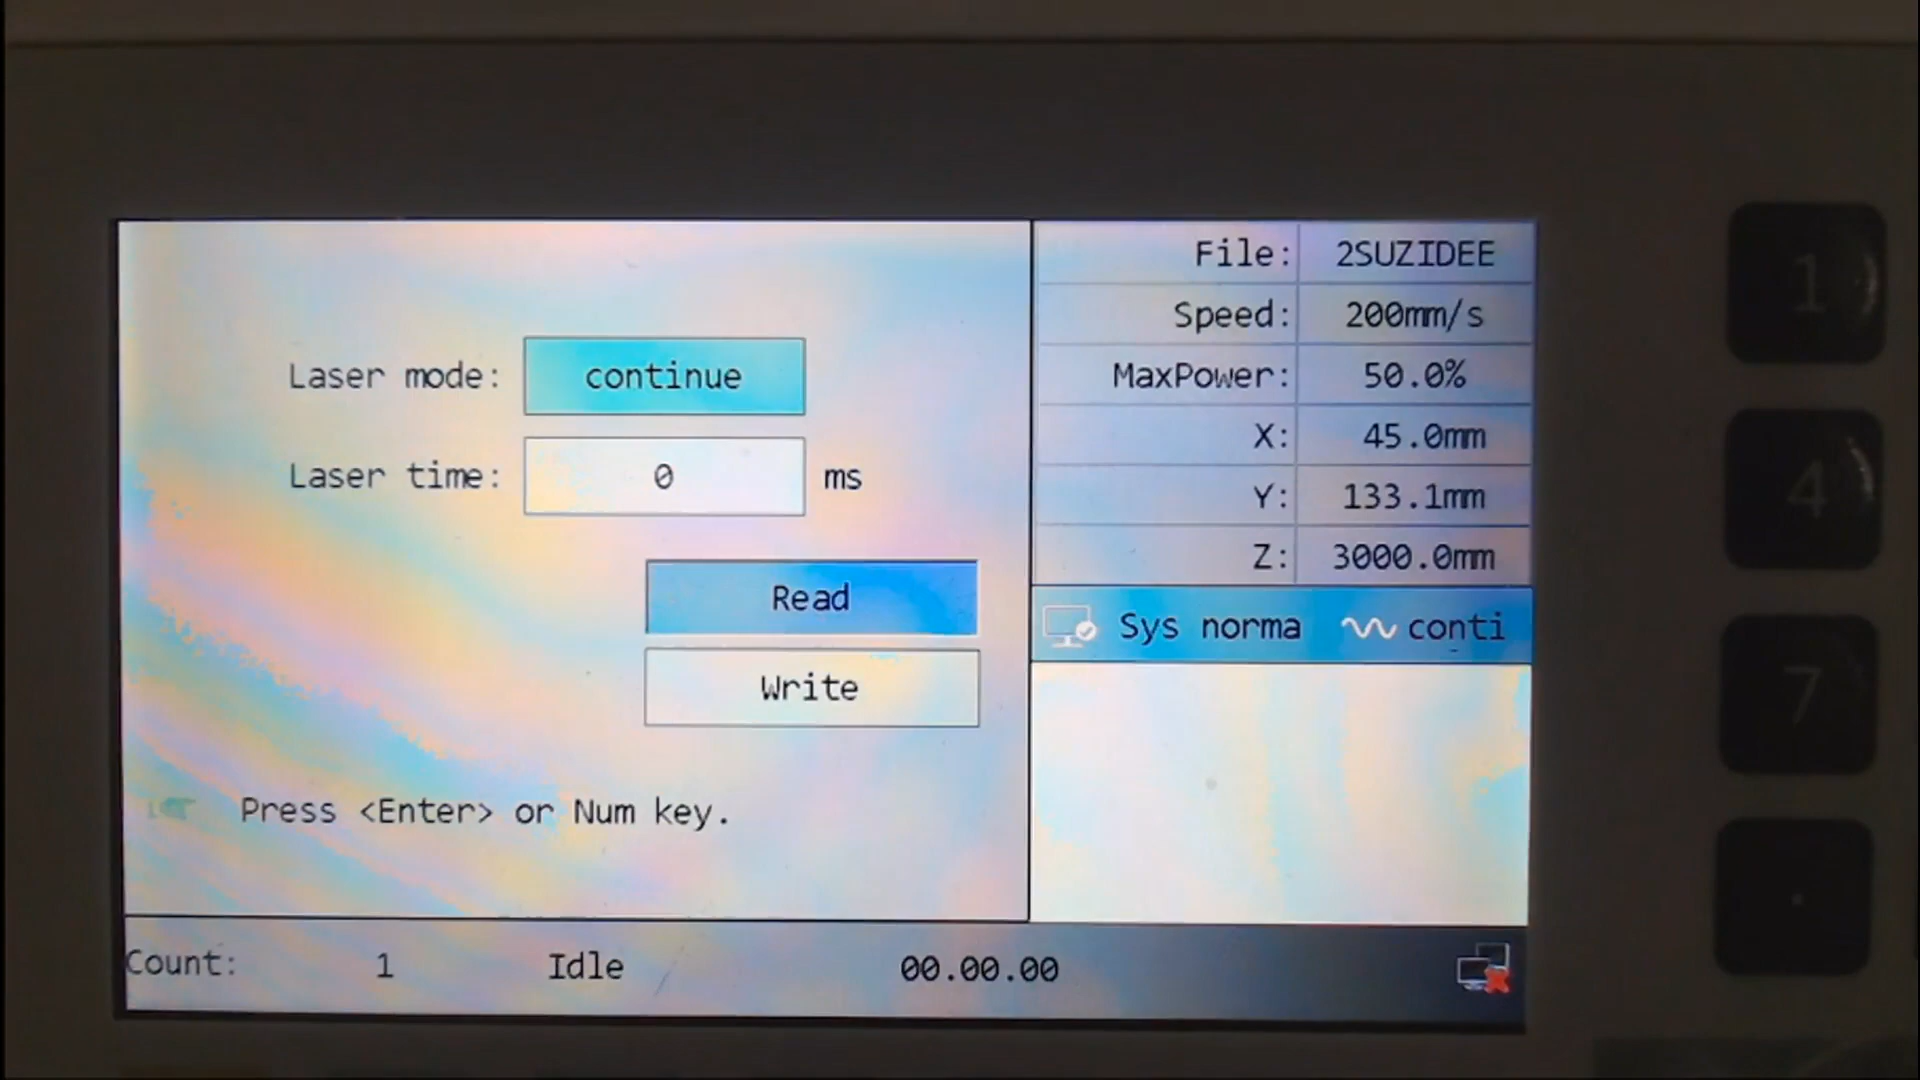 Laser mode: continue
Laser time: 0 ms
Read
Write
Press <Enter> or Num key.
File: 2SUZIDEE
Speed: 200mm/s
MaxPower: 50.0%
X: 45.0mm
Y: 133.1mm
Z: 3000.0mm
Sys norma conti
Count: 1 Idle 00.00.00
1
4
7
.